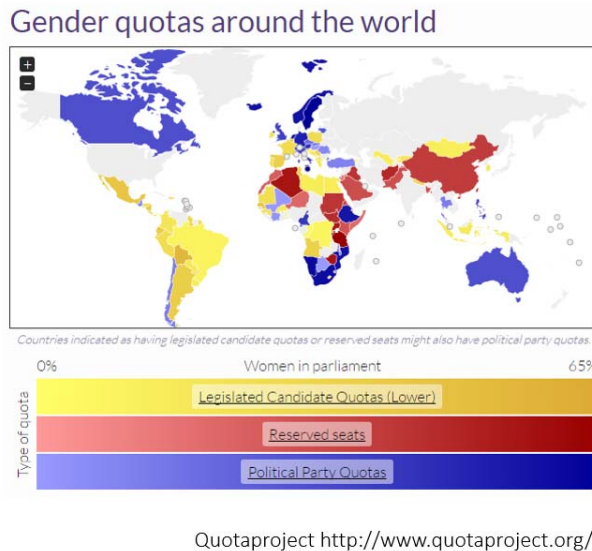 Gender quotas around the world
+
−
Countries indicated as having legislated candidate quotas or reserved seats might also have political party quotas.
0% Women in parliament 65%
Type of quota
Legislated Candidate Quotas (Lower)
Reserved seats
Political Party Quotas
Quotaproject http://www.quotaproject.org/